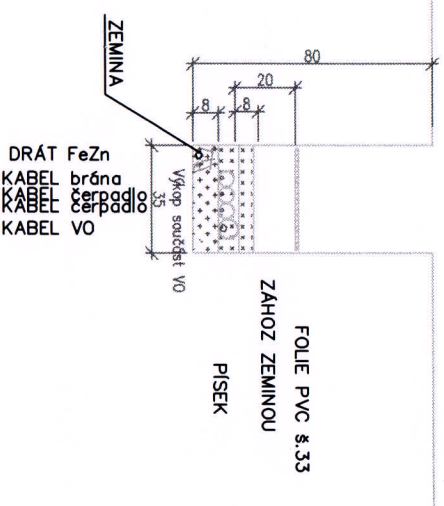 80
20
8
8
35
ZEMINA
DRÁT FeZn
KABEL brána
KABEL čerpadlo
KABEL čerpadlo
KABEL VO
Výkop součást VO
FOLIE PVC š.33
ZÁHOZ ZEMINOU
PÍSEK